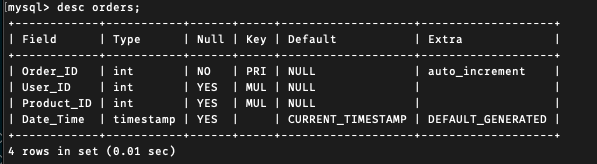 mysql> desc orders;
+------------+-----------+------+-----+-------------------+-------------------+
| Field      | Type      | Null | Key | Default           | Extra             |
+------------+-----------+------+-----+-------------------+-------------------+
| Order_ID   | int       | NO   | PRI | NULL              | auto_increment    |
| User_ID    | int       | YES  | MUL | NULL              |                   |
| Product_ID | int       | YES  | MUL | NULL              |                   |
| Date_Time  | timestamp | YES  |     | CURRENT_TIMESTAMP | DEFAULT_GENERATED |
+------------+-----------+------+-----+-------------------+-------------------+
4 rows in set (0.01 sec)